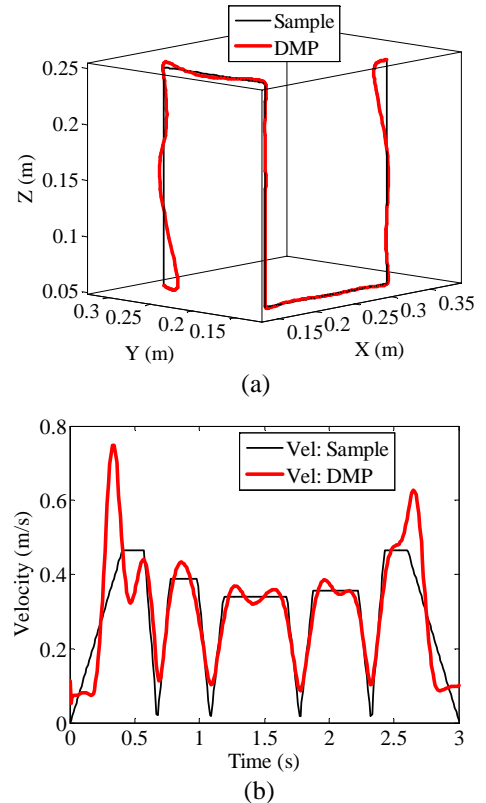 Sample
DMP
0.25
0.2
0.15
0.1
0.05
Z (m)
0.3 0.25 0.2 0.15
0.15 0.2 0.25 0.3 0.35
Y (m)
X (m)
(a)
0.8
0.6
0.4
0.2
0
Velocity (m/s)
Vel: Sample
Vel: DMP
0 0.5 1 1.5 2 2.5 3
Time (s)
(b)